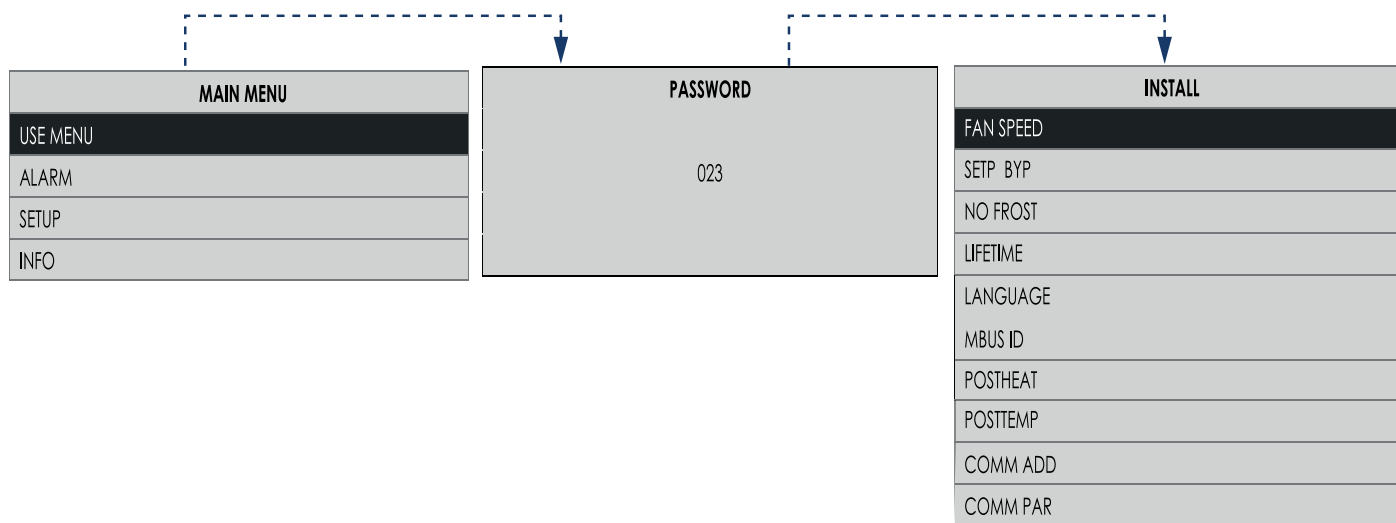 MAIN MENU
USE MENU
ALARM
SETUP
INFO
PASSWORD
023
INSTALL
FAN SPEED
SETP BYP
NO FROST
LIFETIME
LANGUAGE
MBUS ID
POSTHEAT
POSTTEMP
COMM ADD
COMM PAR